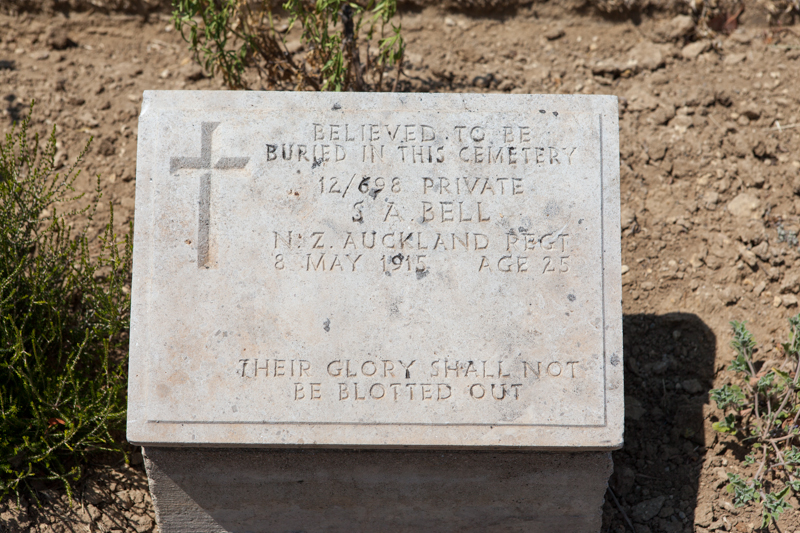 BELIEVED TO BE
BURIED IN THIS CEMETERY
12/698 PRIVATE
S. A. BELL
N. Z. AUCKLAND REGT.
8 MAY 1915 AGE 25
THEIR GLORY SHALL NOT
BE BLOTTED OUT